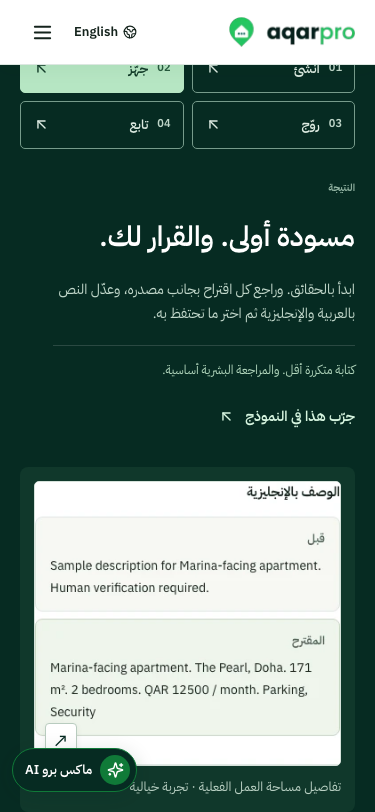 English
aqarpro
01 أنشئ
02 جهّز
03 روّج
04 تابع
النتيجة
مسودة أولى. والقرار لك.
ابدأ بالحقائق. وراجع كل اقتراح بجانب مصدره، وعدّل النص
بالعربية والإنجليزية ثم اختر ما تحتفظ به.
كتابة متكررة أقل. والمراجعة البشرية أساسية.
جرّب هذا في النموذج
الوصف بالإنجليزية
قبل
Sample description for Marina-facing apartment.
Human verification required.
المقترح
Marina-facing apartment. The Pearl, Doha. 171
m². 2 bedrooms. QAR 12500 / month. Parking,
Security
ماكس برو AI
تفاصيل مساحة العمل الفعلية · تجربة خيالية